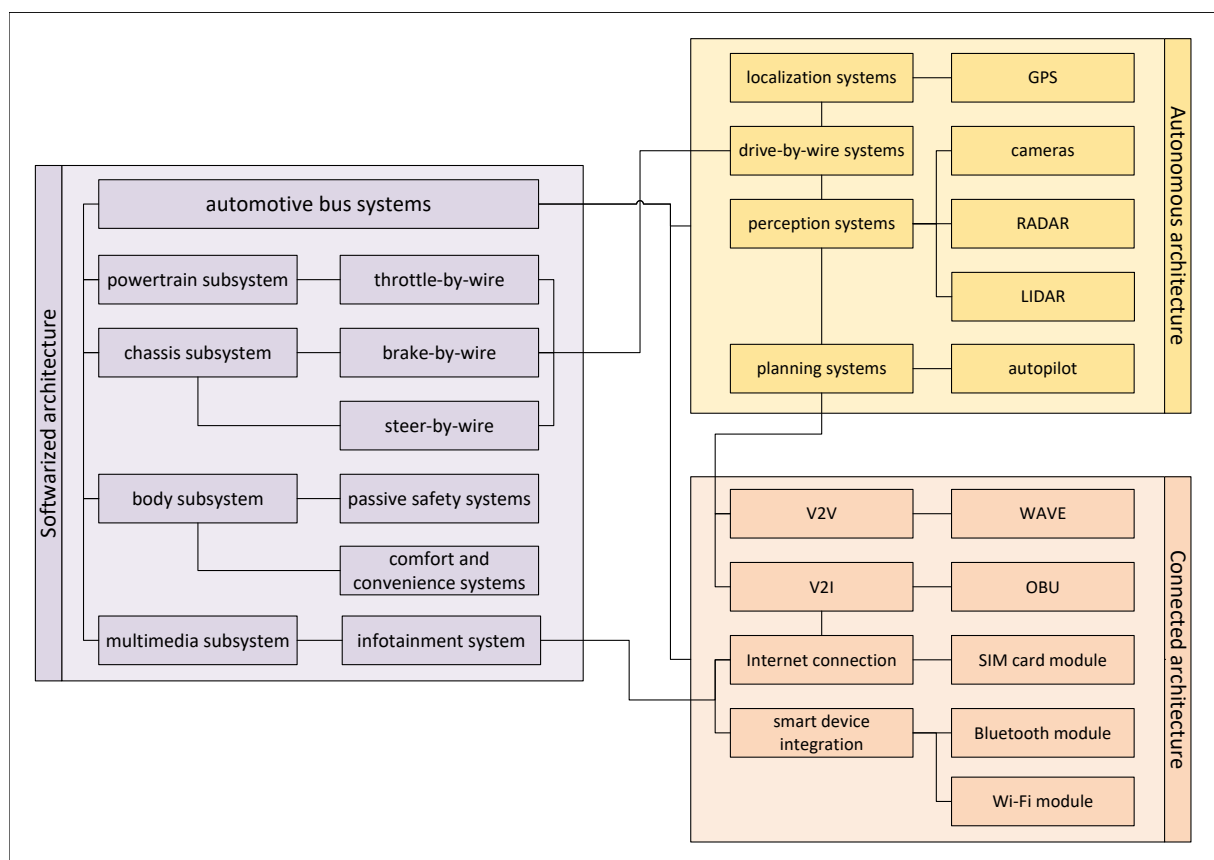 Softwarized architecture
automotive bus systems
powertrain subsystem
throttle-by-wire
chassis subsystem
brake-by-wire
steer-by-wire
body subsystem
passive safety systems
comfort and
convenience systems
multimedia subsystem
infotainment system
Autonomous architecture
localization systems
GPS
drive-by-wire systems
cameras
perception systems
RADAR
LIDAR
planning systems
autopilot
Connected architecture
V2V
WAVE
V2I
OBU
Internet connection
SIM card module
smart device
integration
Bluetooth module
Wi-Fi module